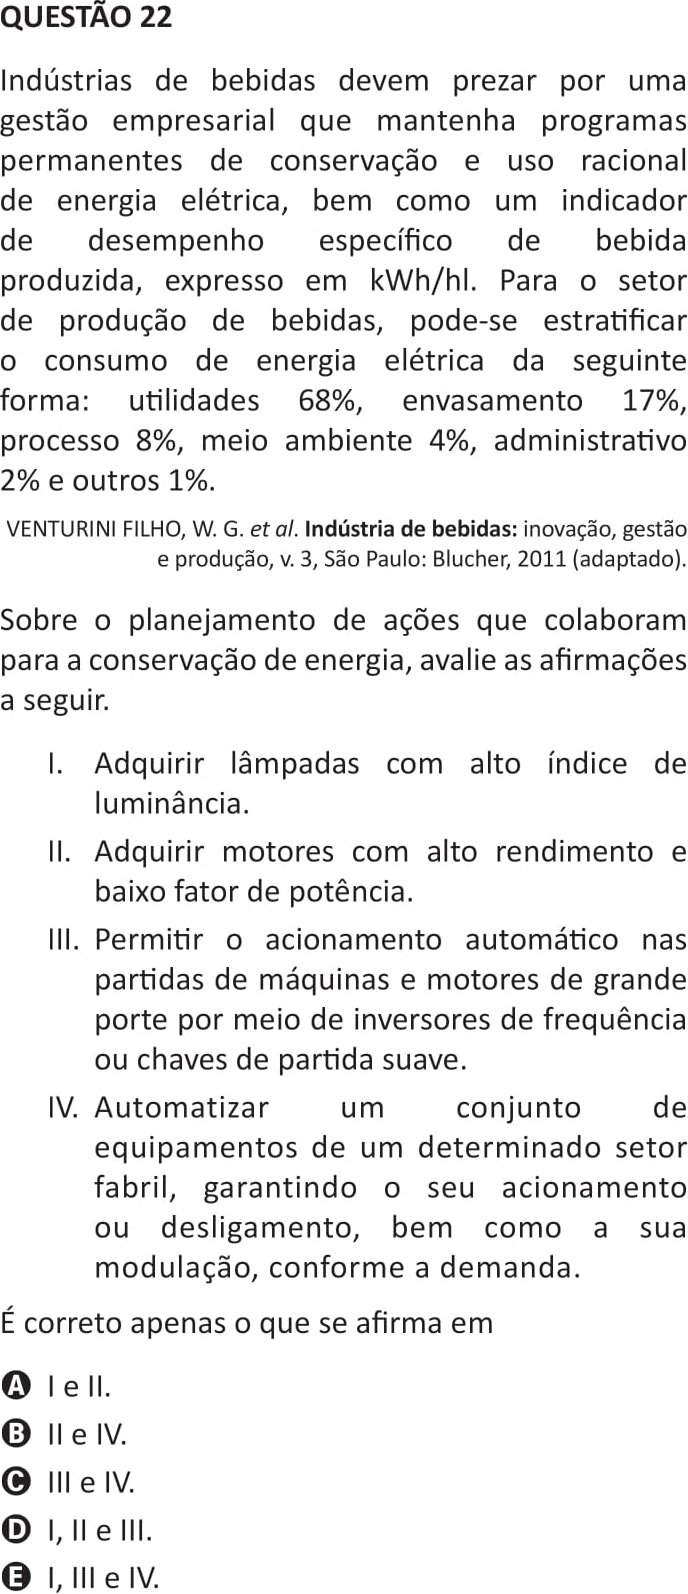 QUESTÃO 22
Indústrias de bebidas devem prezar por uma
gestão empresarial que mantenha programas
permanentes de conservação e uso racional
de energia elétrica, bem como um indicador
de desempenho específico de bebida
produzida, expresso em kWh/hl. Para o setor
de produção de bebidas, pode-se estratificar
o consumo de energia elétrica da seguinte
forma: utilidades 68%, envasamento 17%,
processo 8%, meio ambiente 4%, administrativo
2% e outros 1%.
VENTURINI FILHO, W. G. et al. Indústria de bebidas: inovação, gestão
e produção, v. 3, São Paulo: Blucher, 2011 (adaptado).
Sobre o planejamento de ações que colaboram
para a conservação de energia, avalie as afirmações
a seguir.
I. Adquirir lâmpadas com alto índice de
luminância.
II. Adquirir motores com alto rendimento e
baixo fator de potência.
III. Permitir o acionamento automático nas
partidas de máquinas e motores de grande
porte por meio de inversores de frequência
ou chaves de partida suave.
IV. Automatizar um conjunto de
equipamentos de um determinado setor
fabril, garantindo o seu acionamento
ou desligamento, bem como a sua
modulação, conforme a demanda.
É correto apenas o que se afirma em
A I e II.
B II e IV.
C III e IV.
D I, II e III.
E I, III e IV.